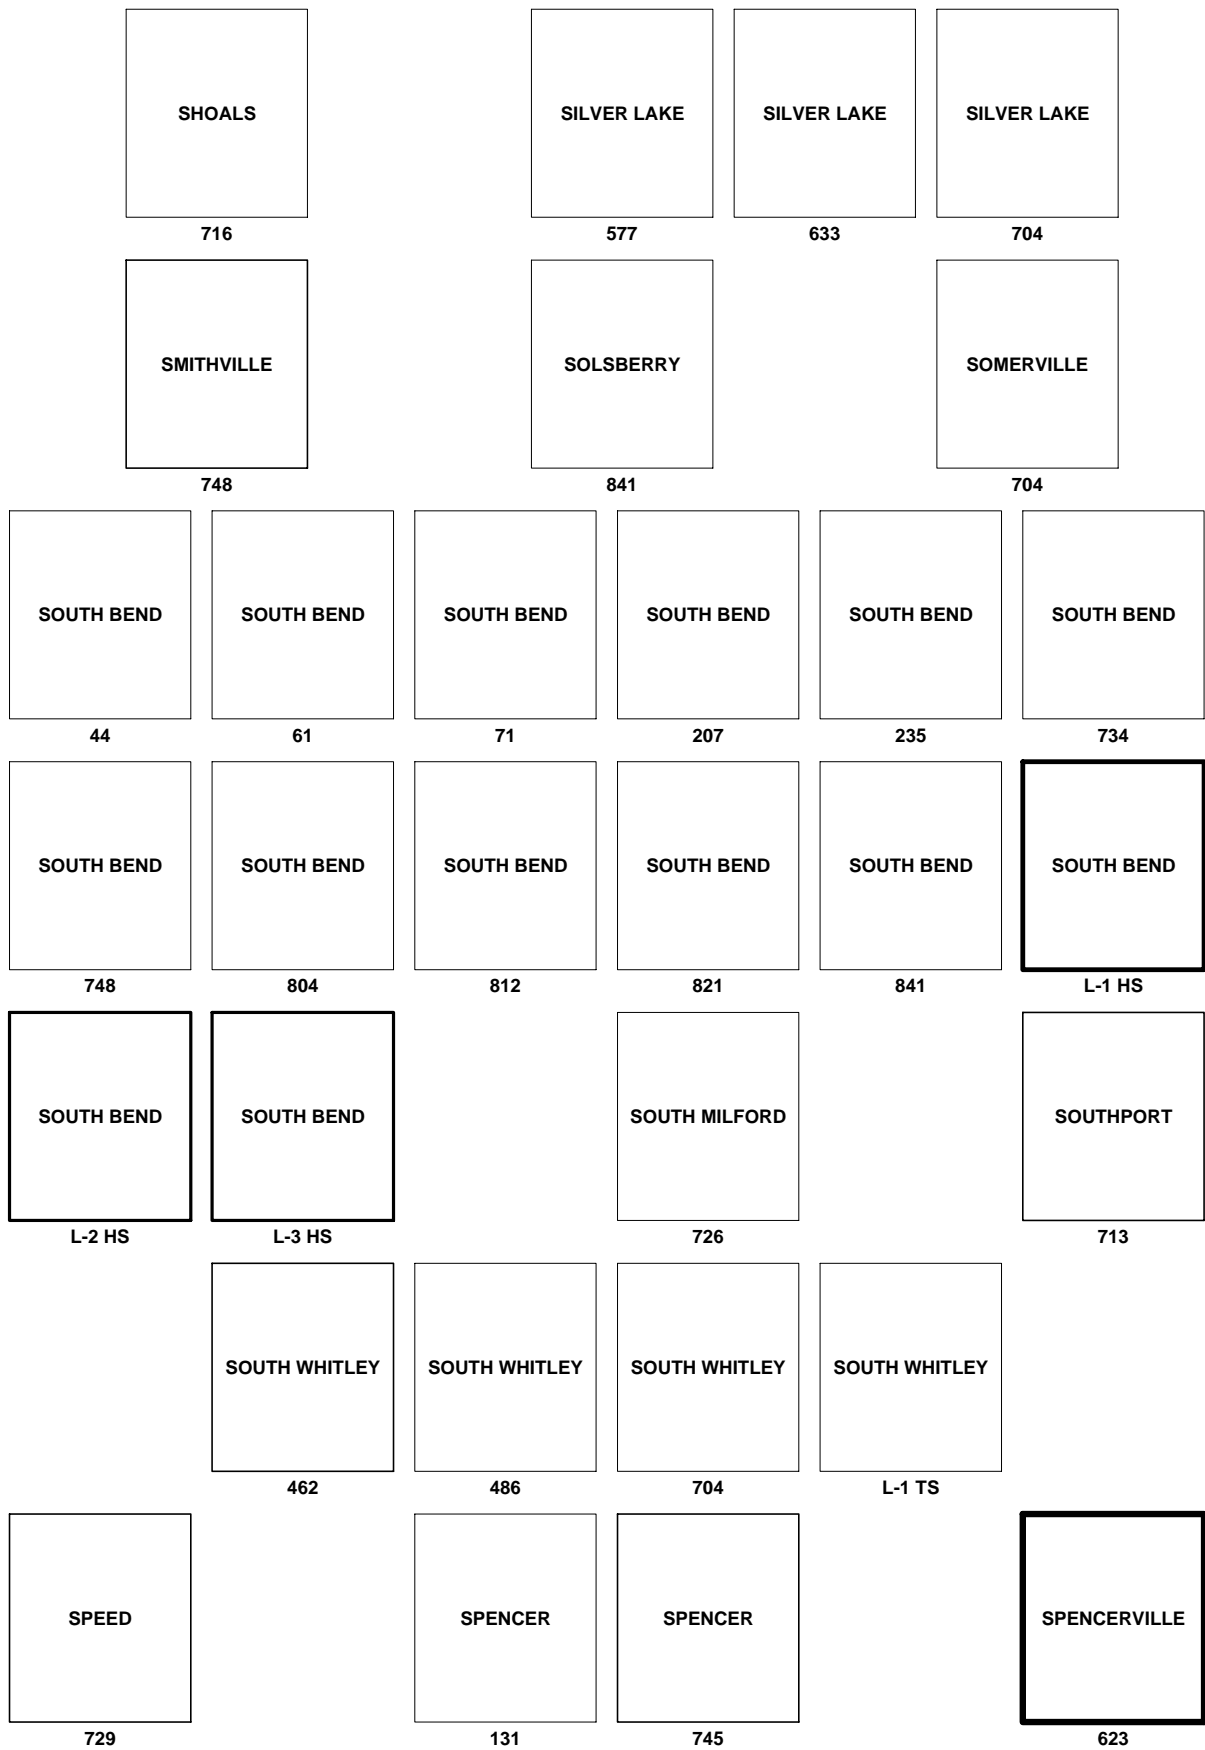 SHOALS SILVER LAKE SILVER LAKE SILVER LAKE
716 577 633 704
SMITHVILLE SOLSBERRY SOMERVILLE
748 841 704
SOUTH BEND SOUTH BEND SOUTH BEND SOUTH BEND SOUTH BEND SOUTH BEND
44 61 71 207 235 734
SOUTH BEND SOUTH BEND SOUTH BEND SOUTH BEND SOUTH BEND SOUTH BEND
748 804 812 821 841 L-1 HS
SOUTH BEND SOUTH BEND SOUTH MILFORD SOUTHPORT
L-2 HS L-3 HS 726 713
SOUTH WHITLEY SOUTH WHITLEY SOUTH WHITLEY SOUTH WHITLEY
462 486 704 L-1 TS
SPEED SPENCER SPENCER SPENCERVILLE
729 131 745 623